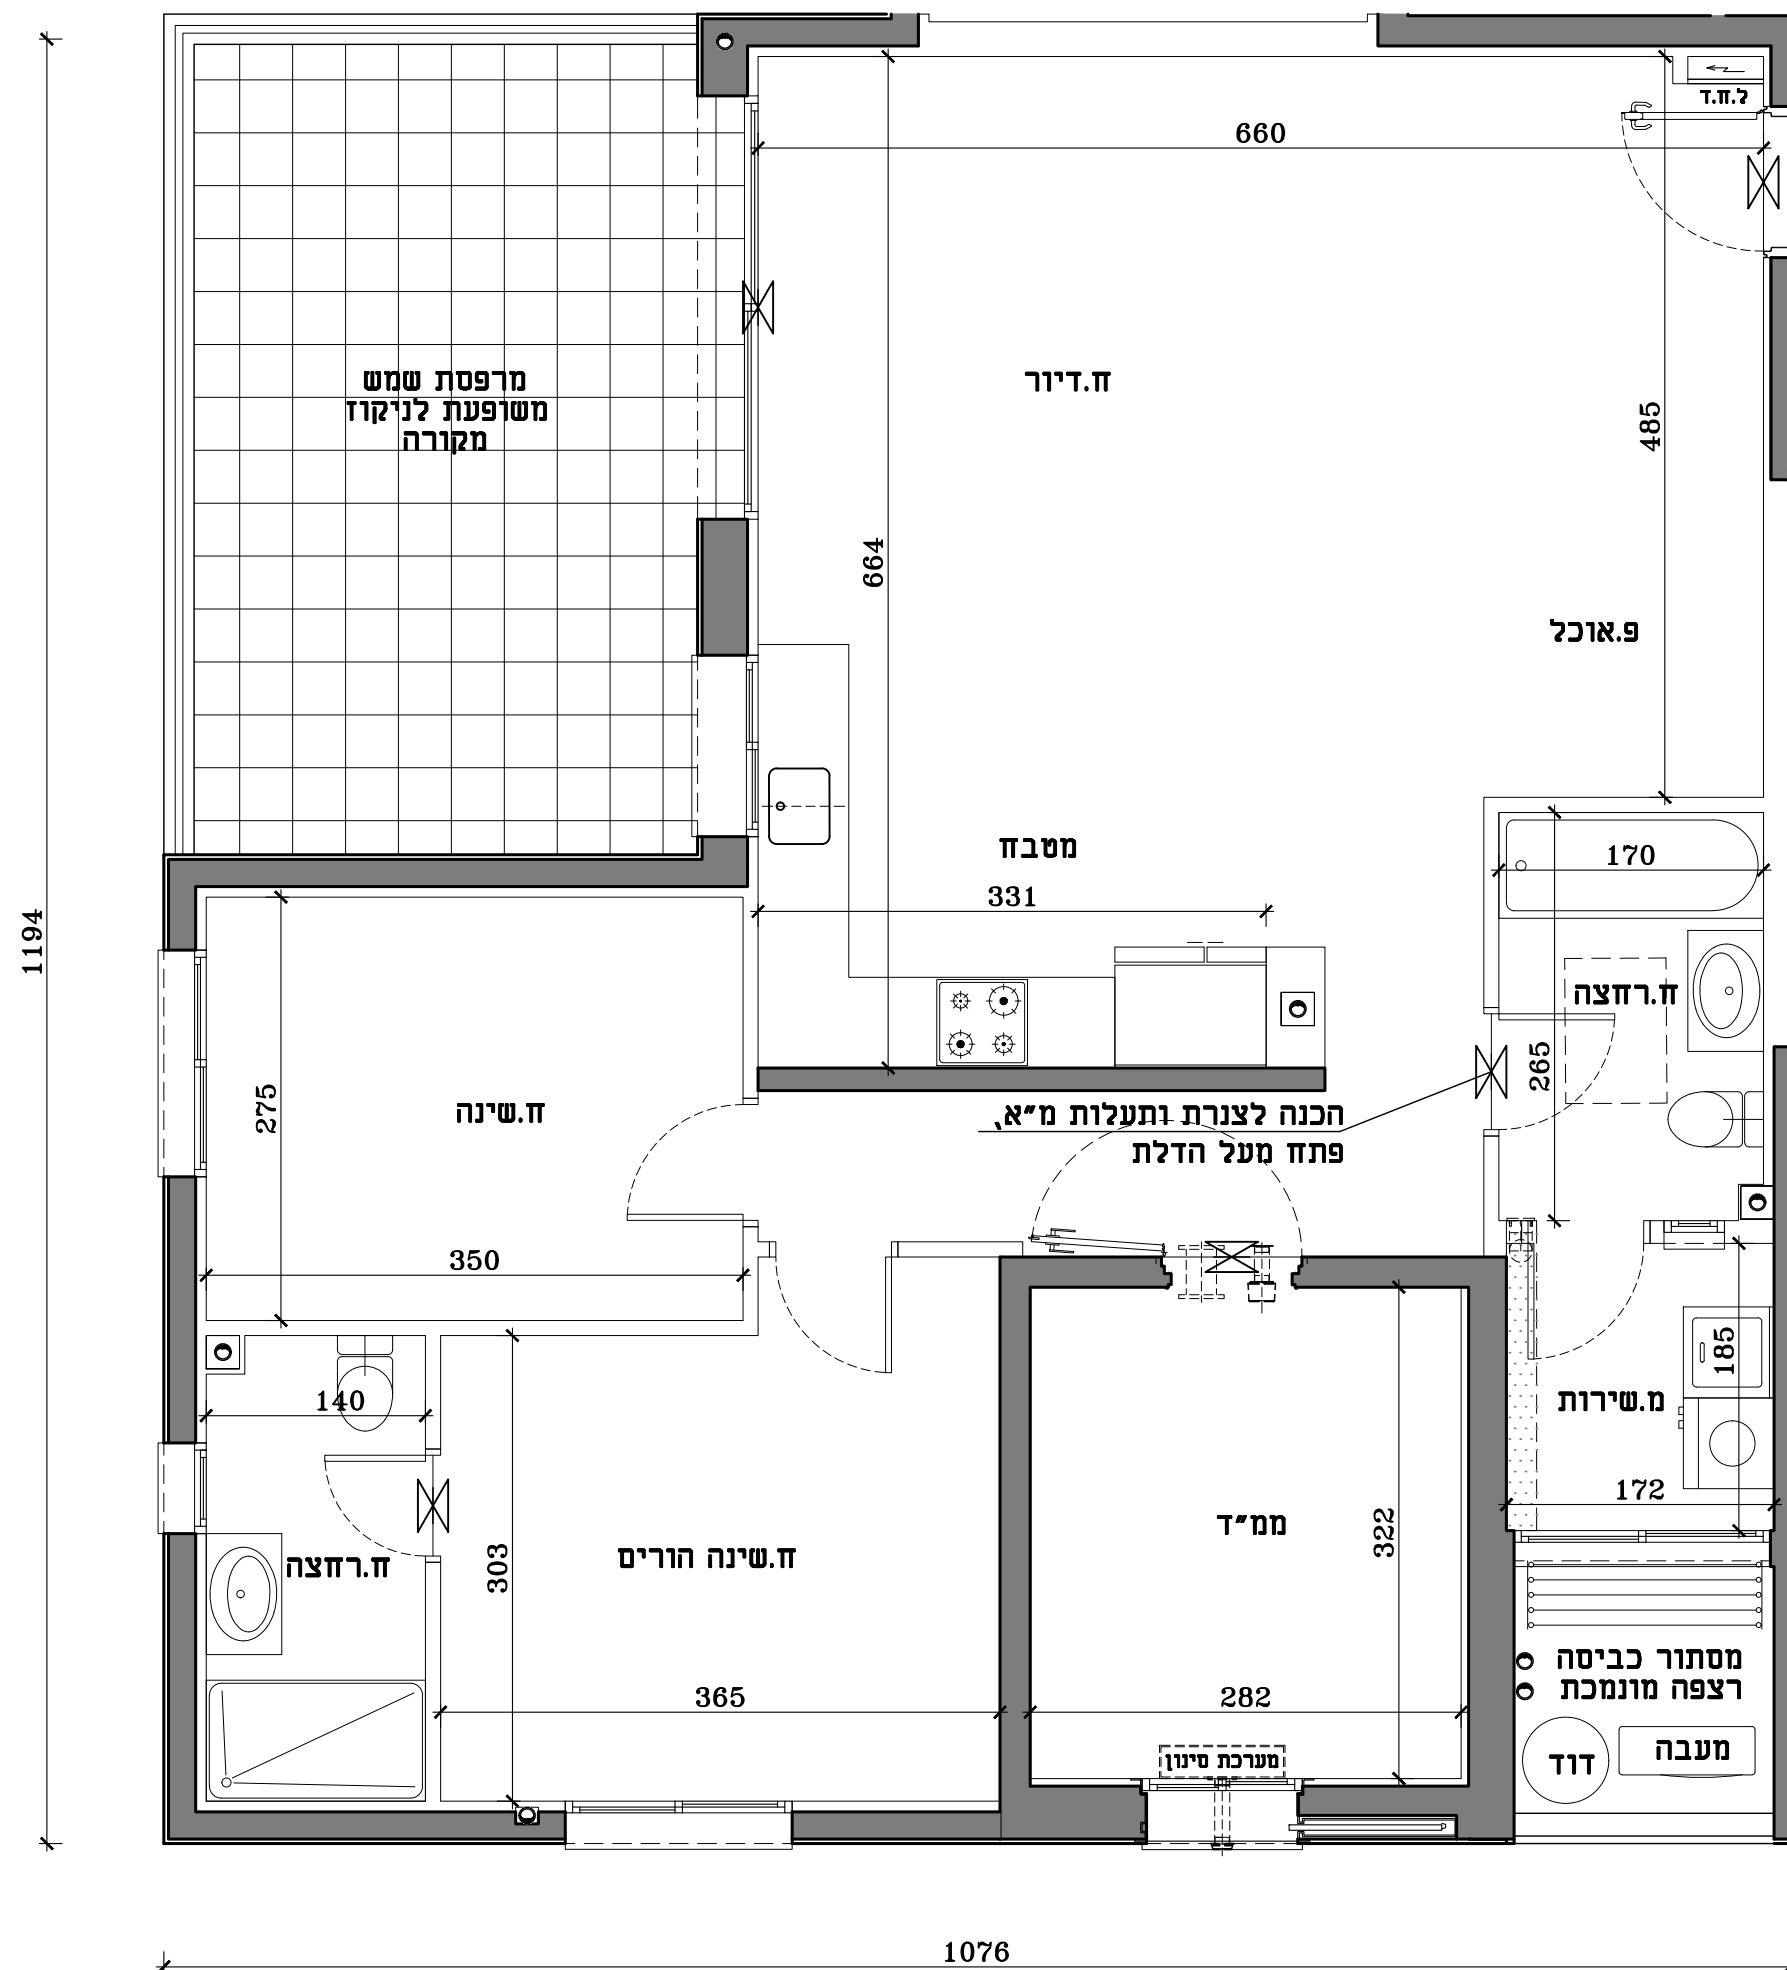 ל.ח.ד
660
מרפסת שמש
משופעת לניקוז
מקורה
ח.דיור
485
664
פ.אוכל
מטבח
331
170
1194
ח.רחצה
265
275
ח.שינה
הכנה לצנרת ותעלות מ״א,
פתח מעל הדלת
350
140
185
מ.שירות
172
ח.רחצה
303
ח.שינה הורים
ממ״ד
322
365
282
מסתור כביסה
רצפה מונמכת
מערכת סינון
דוד
מעבה
1076